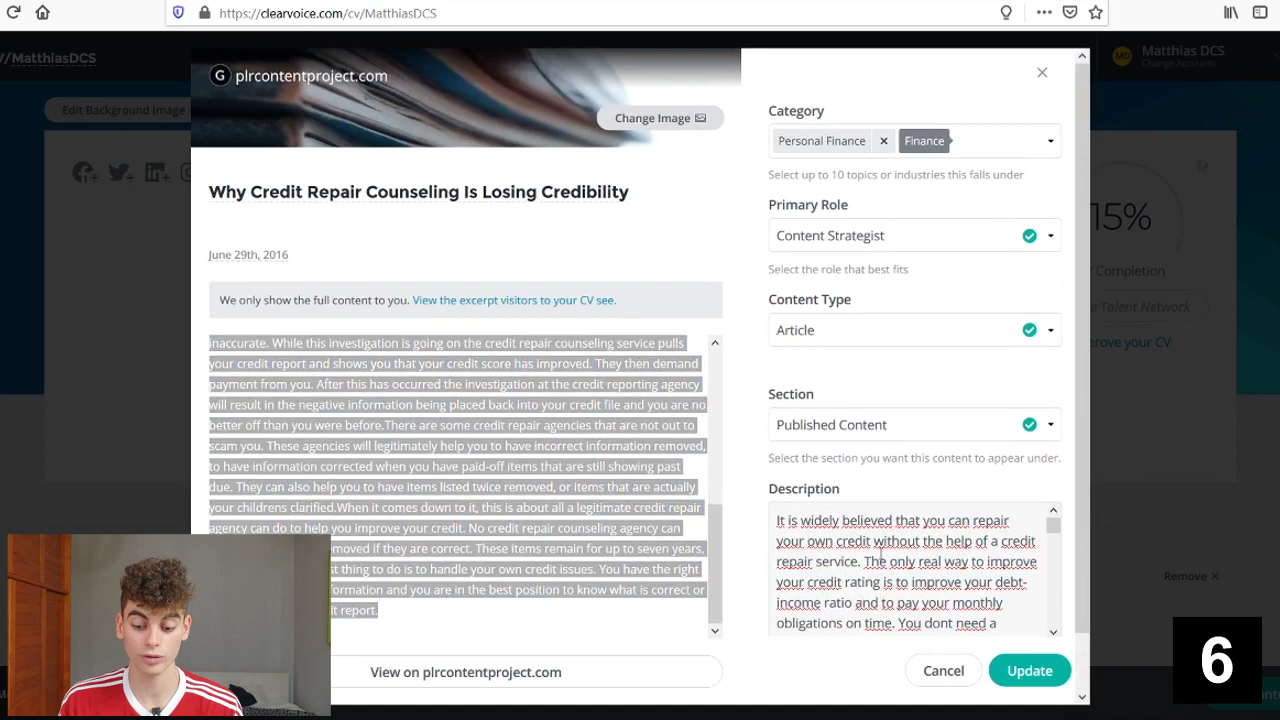 https://clearvoice.com/cv/MatthiasDCS
/MatthiasDCS
Matthias DCS
Change Accounts
Edit Background Image
plrcontentproject.com
Change Image
Why Credit Repair Counseling Is Losing Credibility
June 29th, 2016
We only show the full content to you. View the excerpt visitors to your CV see.
inaccurate. While this investigation is going on the credit repair counseling service pulls
your credit report and shows you that your credit score has improved. They then demand
payment from you. After this has occurred the investigation at the credit reporting agency
will result in the negative information being placed back into your credit file and you are no
better off than you were before.There are some credit repair agencies that are not out to
scam you. These agencies will legitimately help you to have incorrect information removed,
to have information corrected when you have paid-off items that are still showing past
due. They can also help you to have items listed twice removed, or items that are actually
your childrens clarified.When it comes down to it, this is about all a legitimate credit repair
agency can do to help you improve your credit. No credit repair counseling agency can
removed if they are correct. These items remain for up to seven years,
thing to do is to handle your own credit issues. You have the right
and you are in the best position to know what is correct or
report.
View on plrcontentproject.com
Category
Personal Finance
Finance
Select up to 10 topics or industries this falls under
Primary Role
Content Strategist
Select the role that best fits
Content Type
Article
Section
Published Content
Select the section you want this content to appear under.
Description
It is widely believed that you can repair
your own credit without the help of a credit
repair service. The only real way to improve
your credit rating is to improve your debt-
income ratio and to pay your monthly
obligations on time. You dont need a
Cancel
Update
15%
Completion
Talent Network
your CV
Remove
6